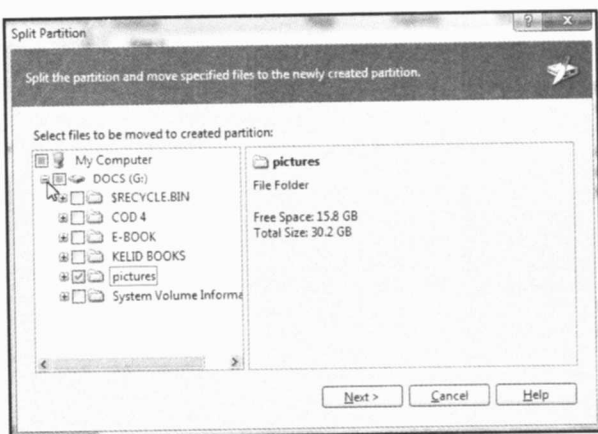 Split Partition
Split the partition and move specified files to the newly created partition.
Select files to be moved to created partition:
My Computer
DOCS (G:)
$RECYCLE.BIN
COD 4
E-BOOK
KELID BOOKS
pictures
System Volume Informa
pictures
File Folder
Free Space: 15.8 GB
Total Size: 30.2 GB
Next >
Cancel
Help